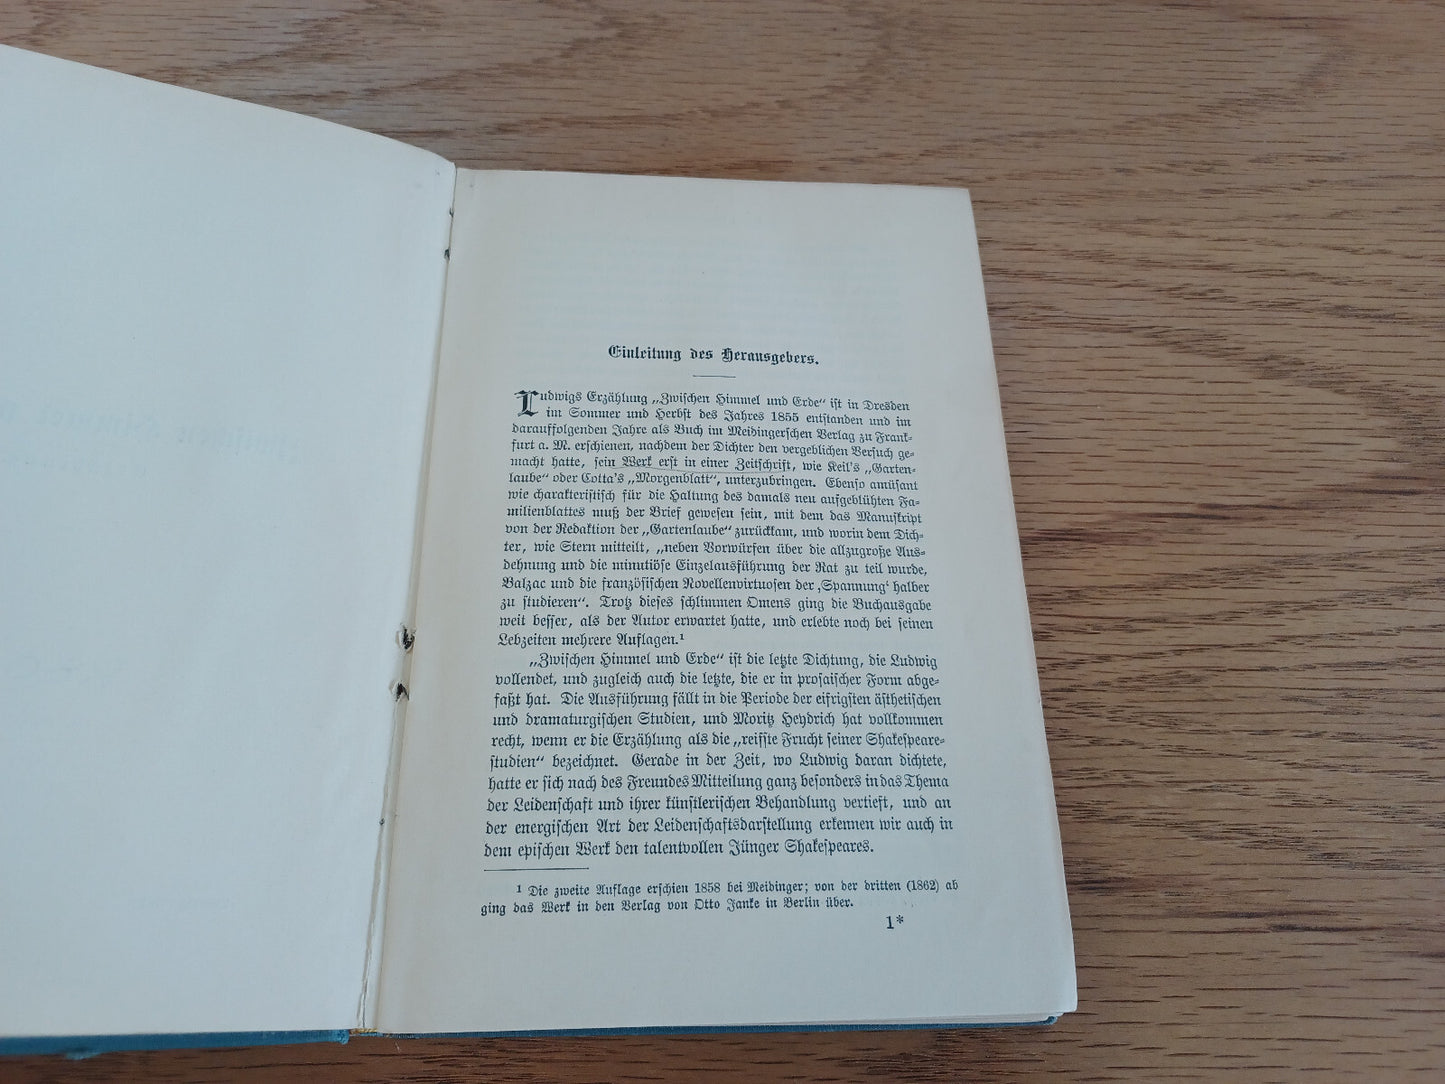 Einleitung des Herausgebers.
Ludwigs Erzählung „Zwischen Himmel und Erde“ ist in Dresden
im Sommer und Herbst des Jahres 1855 entstanden und im
darauffolgenden Jahre als Buch im Meidingerschen Verlag zu Frank-
furt a. M. erschienen, nachdem der Dichter den vergeblichen Versuch ge-
macht hatte, sein Werk erst in einer Zeitschrift, wie Keil's „Garten-
laube“ oder Cotta's „Morgenblatt“, unterzubringen. Ebenso amüsant
wie charakteristisch für die Haltung des damals neu aufgeblühten Fa-
milienblattes muß der Brief gewesen sein, mit dem das Manuskript
von der Redaktion der „Gartenlaube“ zurückkam, und worin dem Dich-
ter, wie Stern mitteilt, „neben Vorwürfen über die allzugroße Aus-
dehnung und die minutiöse Einzelausführung der Rat zu teil wurde,
Balzac und die französischen Novellenvirtuosen der ‚Spannung‘ halber
zu studieren“. Trotz dieses schlimmen Omens ging die Buchausgabe
weit besser, als der Autor erwartet hatte, und erlebte noch bei seinen
Lebzeiten mehrere Auflagen.¹
„Zwischen Himmel und Erde“ ist die letzte Dichtung, die Ludwig
vollendet, und zugleich auch die letzte, die er in prosaischer Form abge-
faßt hat. Die Ausführung fällt in die Periode der eifrigsten ästhetischen
und dramaturgischen Studien, und Moritz Heydrich hat vollkommen
recht, wenn er die Erzählung als die „reifste Frucht seiner Shakespeare-
studien“ bezeichnet. Gerade in der Zeit, wo Ludwig daran dichtete,
hatte er sich nach des Freundes Mitteilung ganz besonders in das Thema
der Leidenschaft und ihrer künstlerischen Behandlung vertieft, und an
der energischen Art der Leidenschaftsdarstellung erkennen wir auch in
dem epischen Werk den talentvollen Jünger Shakespeares.
¹ Die zweite Auflage erschien 1858 bei Meidinger; von der dritten (1862) ab
ging das Werk in den Verlag von Otto Janke in Berlin über.
1*